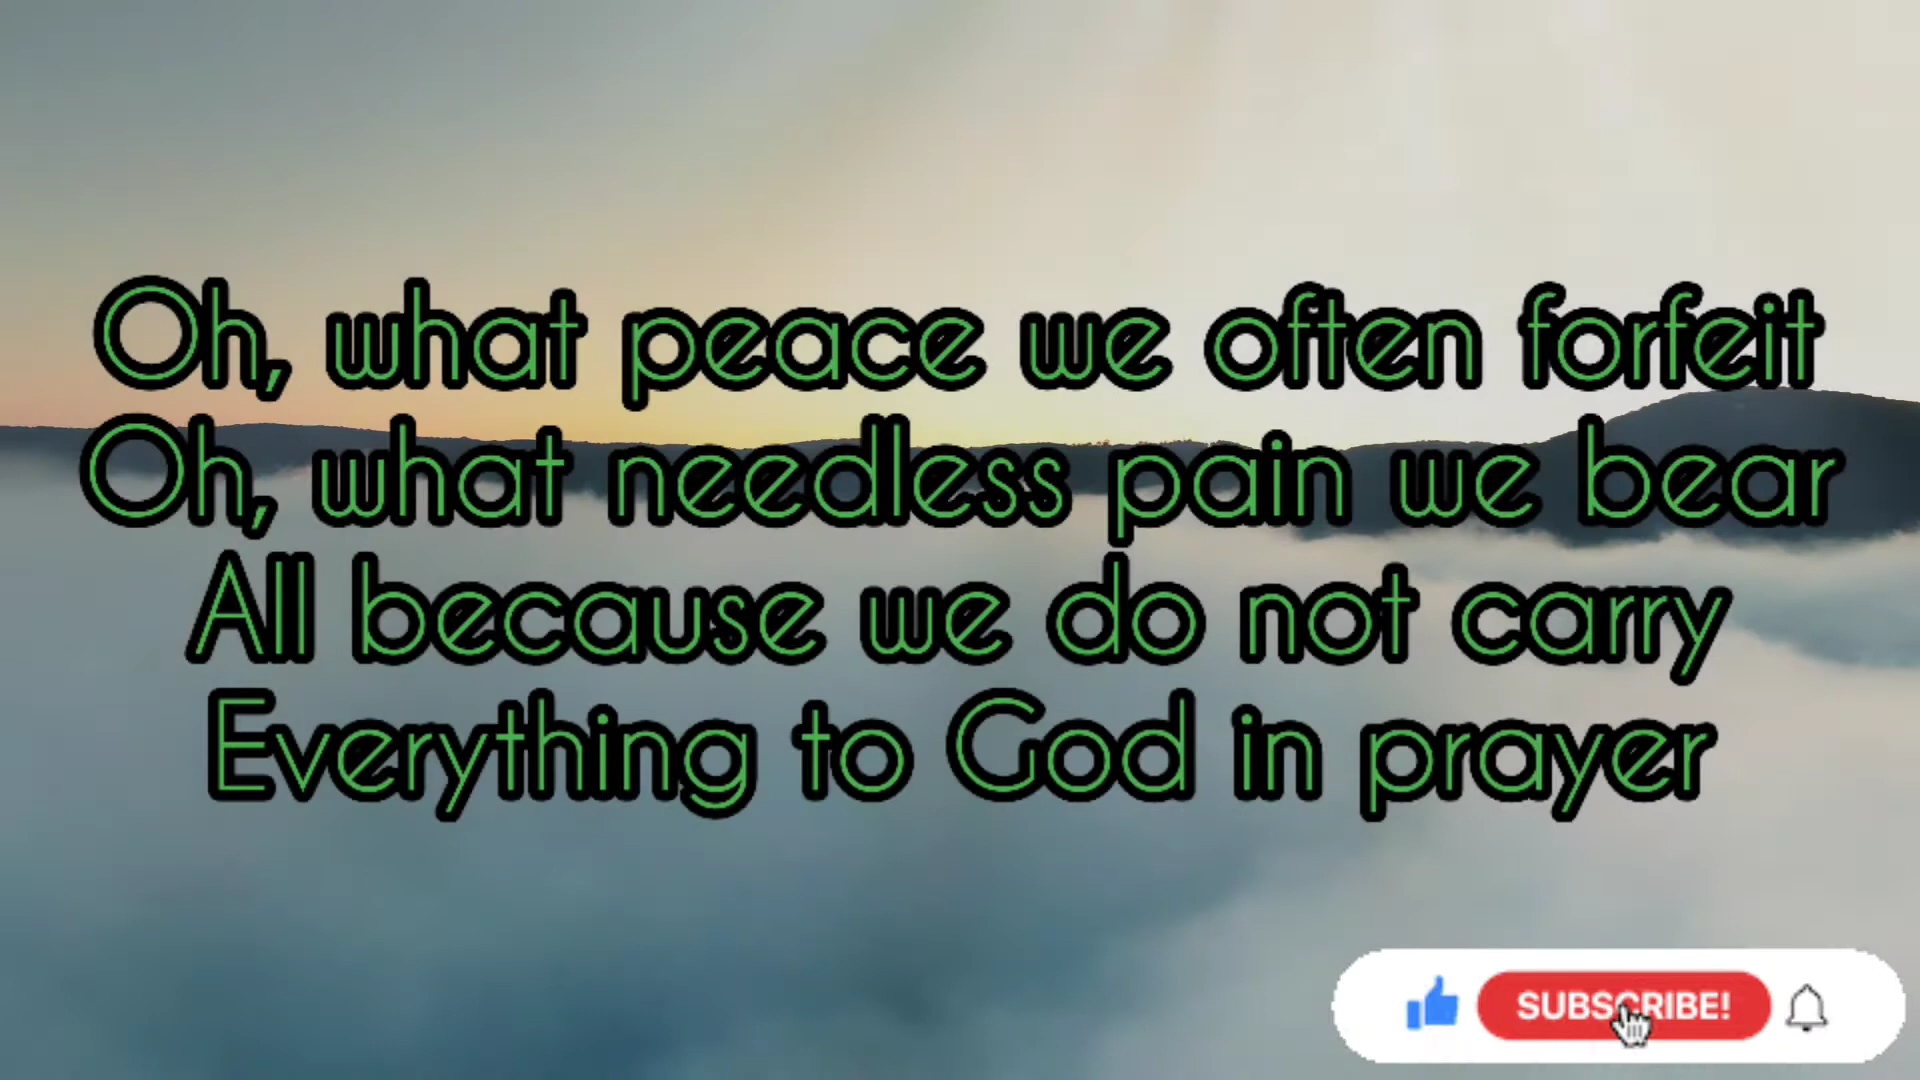 Oh, what peace we often forfeit
Oh, what needless pain we bear
All because we do not carry
Everything to God in prayer
SUBSCRIBE!